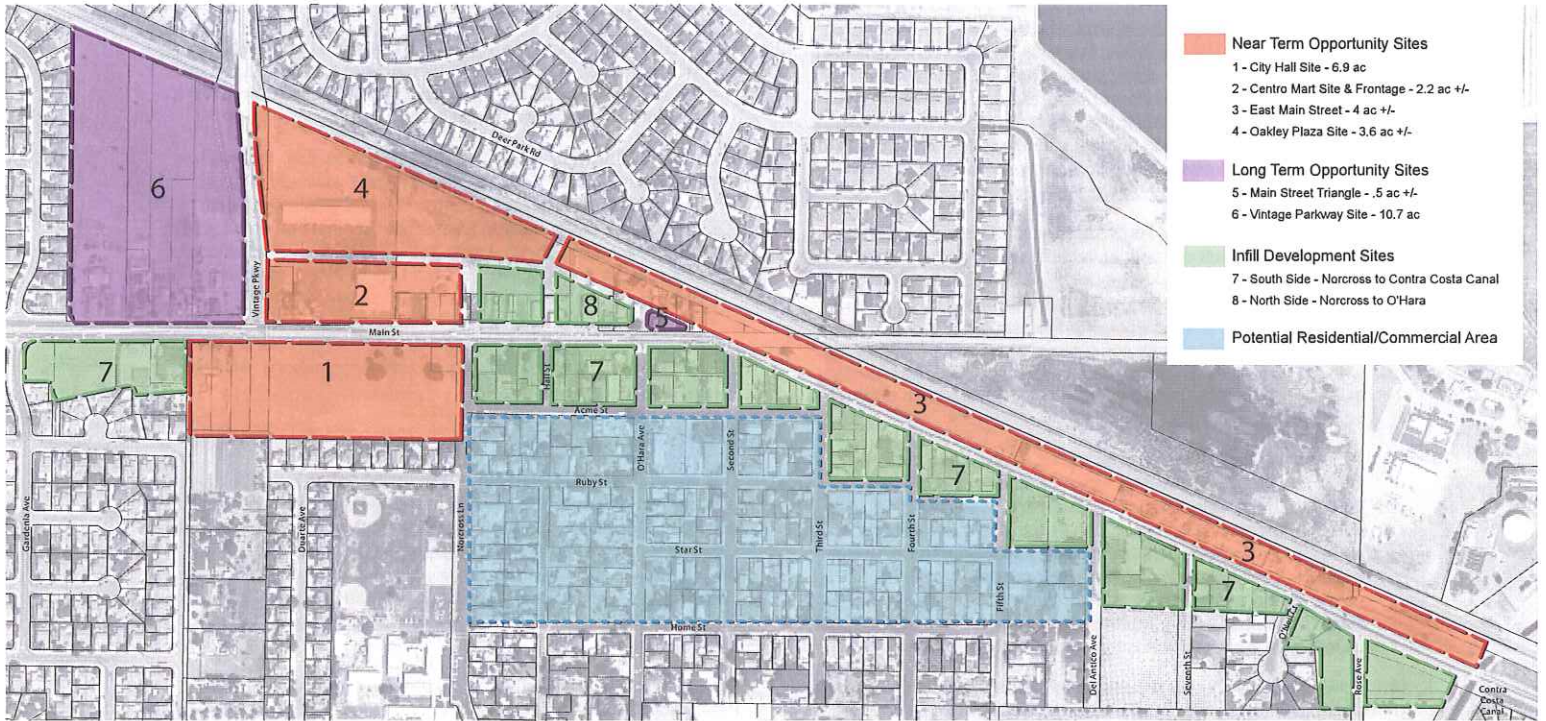 Near Term Opportunity Sites
1 - City Hall Site - 6.9 ac
2 - Centro Mart Site & Frontage - 2.2 ac +/-
3 - East Main Street - 4 ac +/-
4 - Oakley Plaza Site - 3.6 ac +/-
Long Term Opportunity Sites
5 - Main Street Triangle - .5 ac +/-
6 - Vintage Parkway Site - 10.7 ac
Infill Development Sites
7 - South Side - Norcross to Contra Costa Canal
8 - North Side - Norcross to O'Hara
Potential Residential/Commercial Area
Deer Park Rd
6
4
Vintage Pkwy
2
8
5
Main St
7
1
Hall St
7
3
Acme St
O'Hara Ave
Second St
7
Ruby St
Gardenia Ave
Duarte Ave
Norcross Ln
Third St
Fourth St
Star St
3
Fifth St
7
O'Neil Ct
Home St
Del Antico Ave
Seventh St
Rose Ave
Contra
Costa
Canal